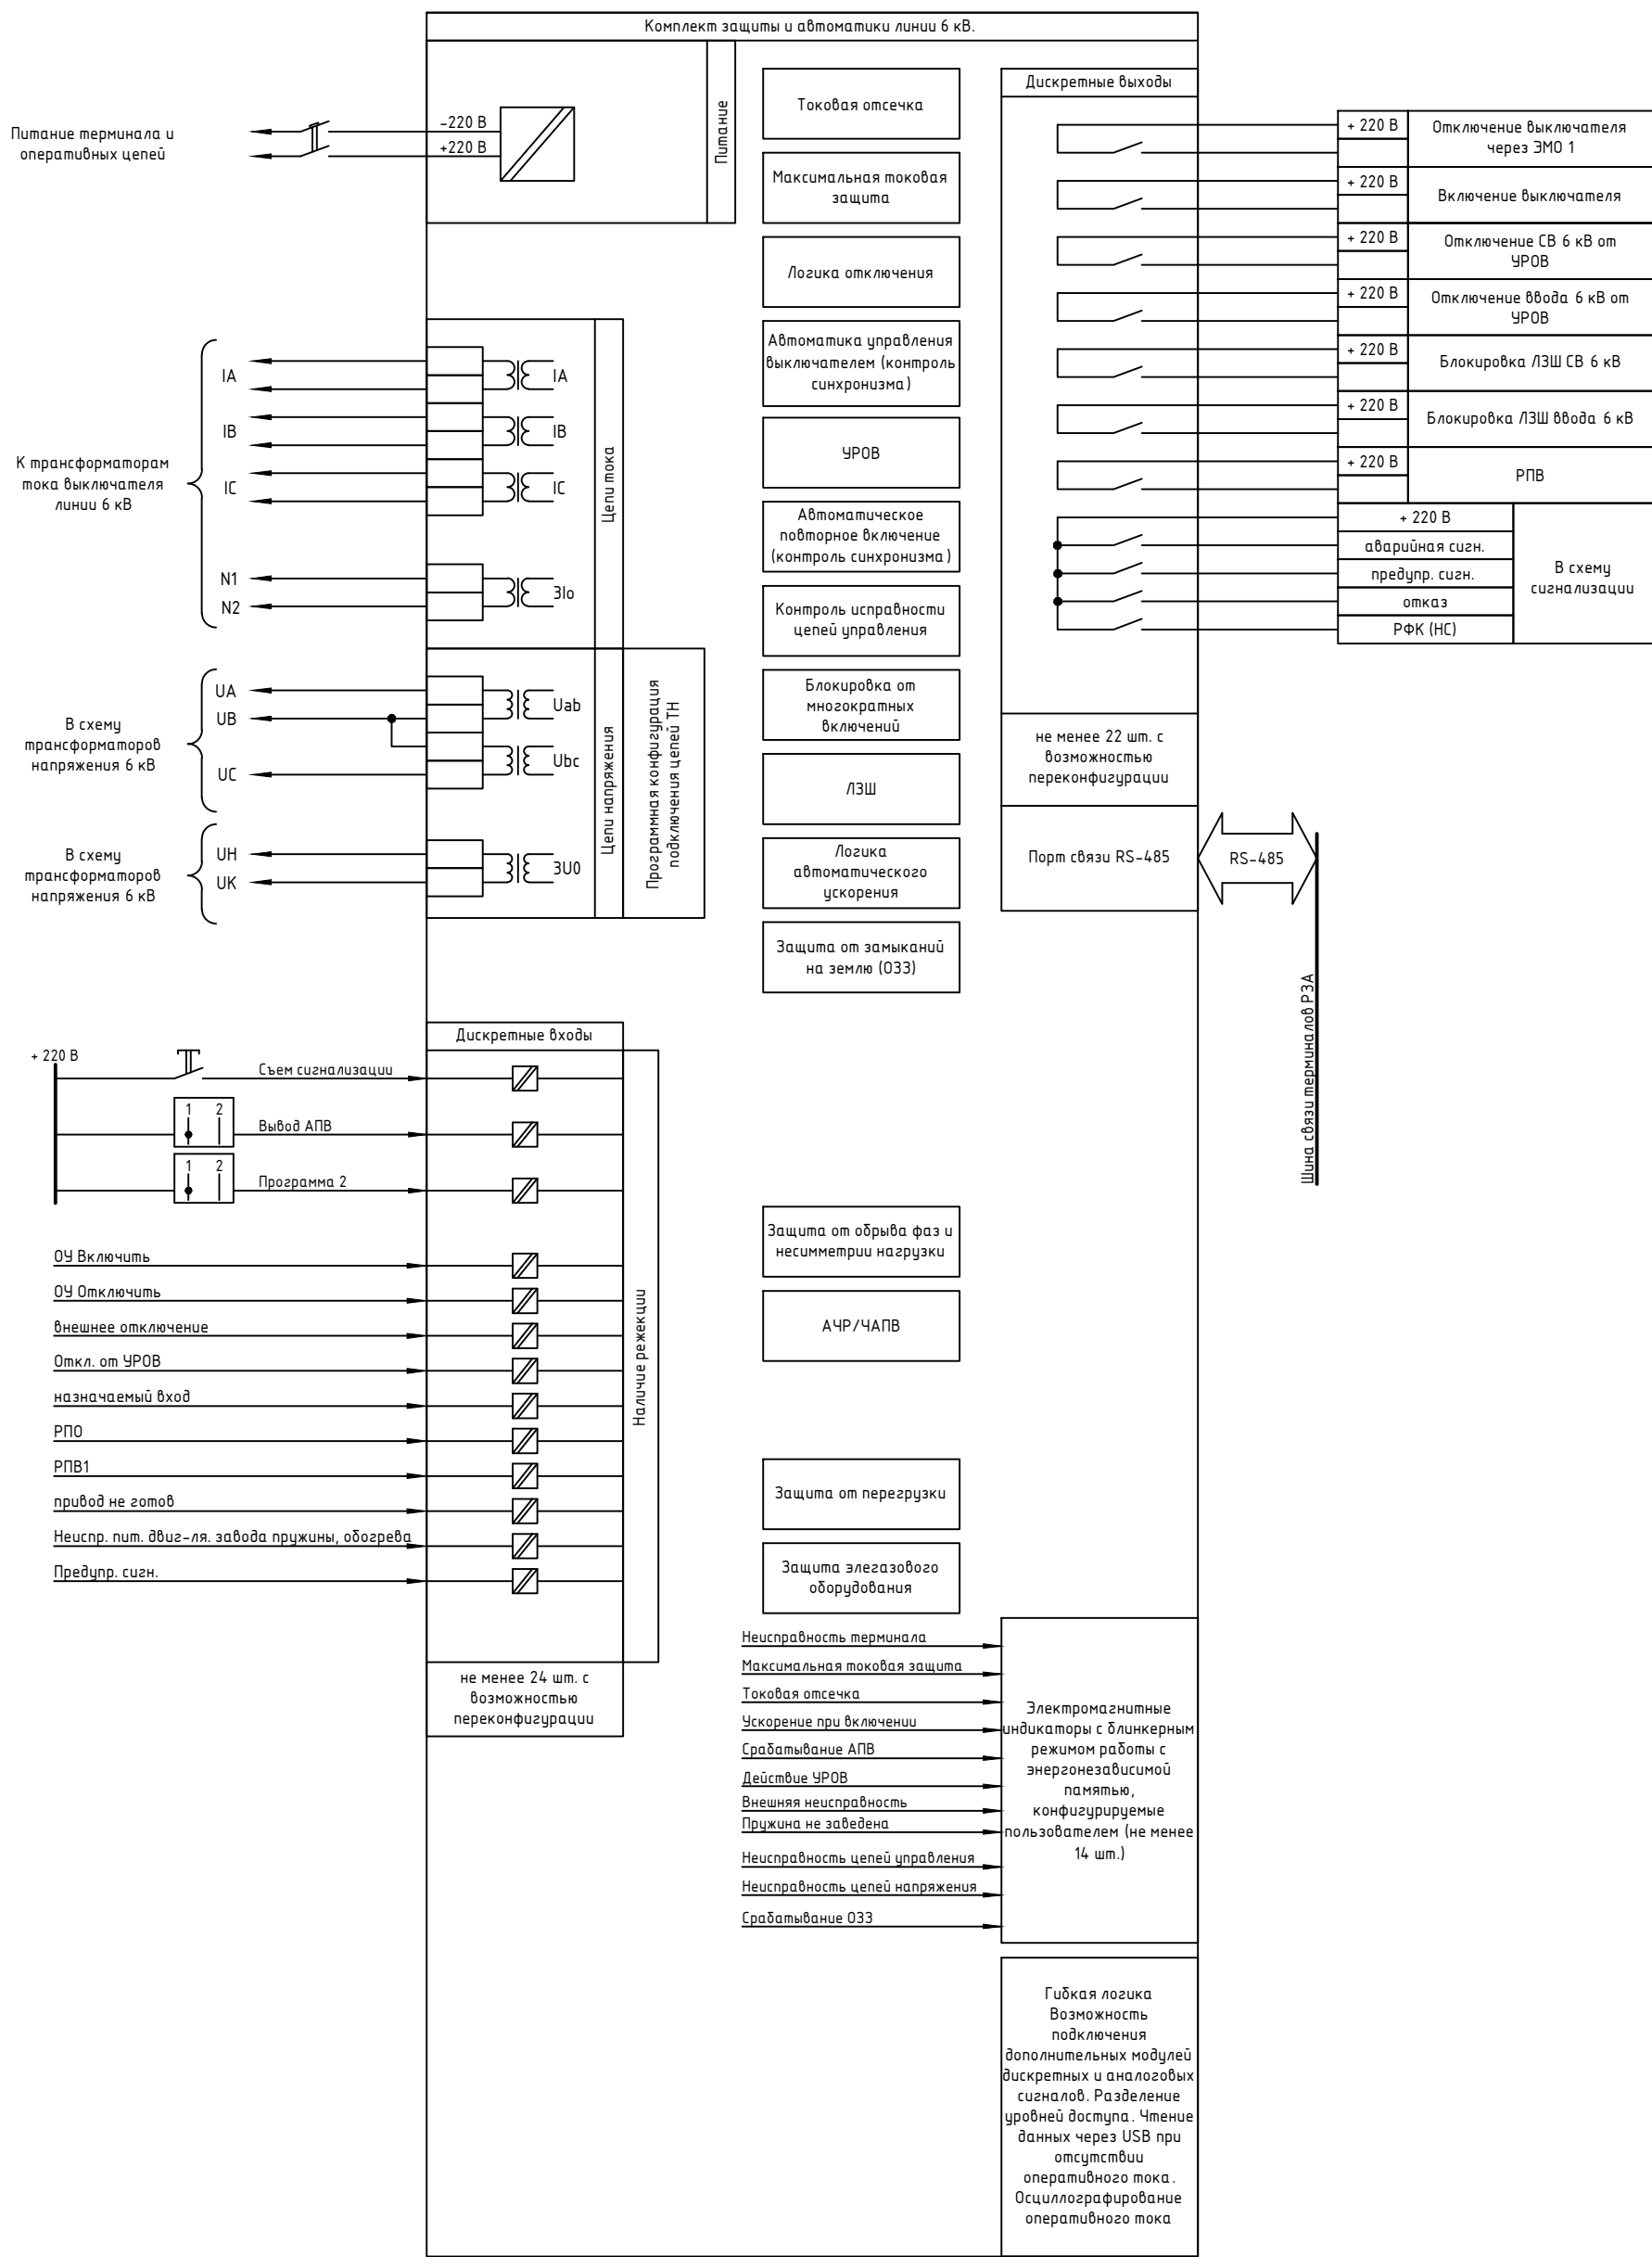 Комплект защиты и автоматики линии 6 кВ.
Питание терминала и
оперативных цепей
-220 В
+220 В
Питание
К трансформаторам
тока выключателя
линии 6 кВ
IA
IB
IC
N1
N2
IA
IB
IC
3Io
Цепи тока
В схему
трансформаторов
напряжения 6 кВ
UA
UB
UC
Uab
Ubc
В схему
трансформаторов
напряжения 6 кВ
UН
UК
3U0
Цепи напряжения
Программная конфигурация
подключения цепей ТН
Дискретные входы
+ 220 В
Съем сигнализации
1 2
Вывод АПВ
1 2
Программа 2
ОУ Включить
ОУ Отключить
внешнее отключение
Откл. от УРОВ
назначаемый вход
РПО
РПВ1
привод не готов
Неиспр. пит. двиг-ля. завода пружины, обогрева
Предупр. сигн.
Наличие режекции
не менее 24 шт. с
возможностью
переконфигурации
Токовая отсечка
Максимальная токовая
защита
Логика отключения
Автоматика управления
выключателем (контроль
синхронизма)
УРОВ
Автоматическое
повторное включение
(контроль синхронизма)
Контроль исправности
цепей управления
Блокировка от
многократных
включений
ЛЗШ
Логика
автоматического
ускорения
Защита от замыканий
на землю (ОЗЗ)
Защита от обрыва фаз и
несимметрии нагрузки
АЧР/ЧАПВ
Защита от перегрузки
Защита элегазового
оборудования
Дискретные выходы
+ 220 В
Отключение выключателя
через ЭМО 1
+ 220 В
Включение выключателя
+ 220 В
Отключение СВ 6 кВ от
УРОВ
+ 220 В
Отключение ввода 6 кВ от
УРОВ
+ 220 В
Блокировка ЛЗШ СВ 6 кВ
+ 220 В
Блокировка ЛЗШ ввода 6 кВ
+ 220 В
РПВ
+ 220 В
аварийная сигн.
предупр. сигн.
отказ
РФК (НС)
В схему
сигнализации
не менее 22 шт. с
возможностью
переконфигурации
Порт связи RS-485
RS-485
Шина связи терминалов РЗА
Неисправность терминала
Максимальная токовая защита
Токовая отсечка
Ускорение при включении
Срабатывание АПВ
Действие УРОВ
Внешняя неисправность
Пружина не заведена
Неисправность цепей управления
Неисправность цепей напряжения
Срабатывание ОЗЗ
Электромагнитные
индикаторы с блинкерным
режимом работы с
энергонезависимой
памятью,
конфигурируемые
пользователем (не менее
14 шт.)
Гибкая логика
Возможность
подключения
дополнительных модулей
дискретных и аналоговых
сигналов. Разделение
уровней доступа. Чтение
данных через USB при
отсутствии
оперативного тока.
Осциллографирование
оперативного тока